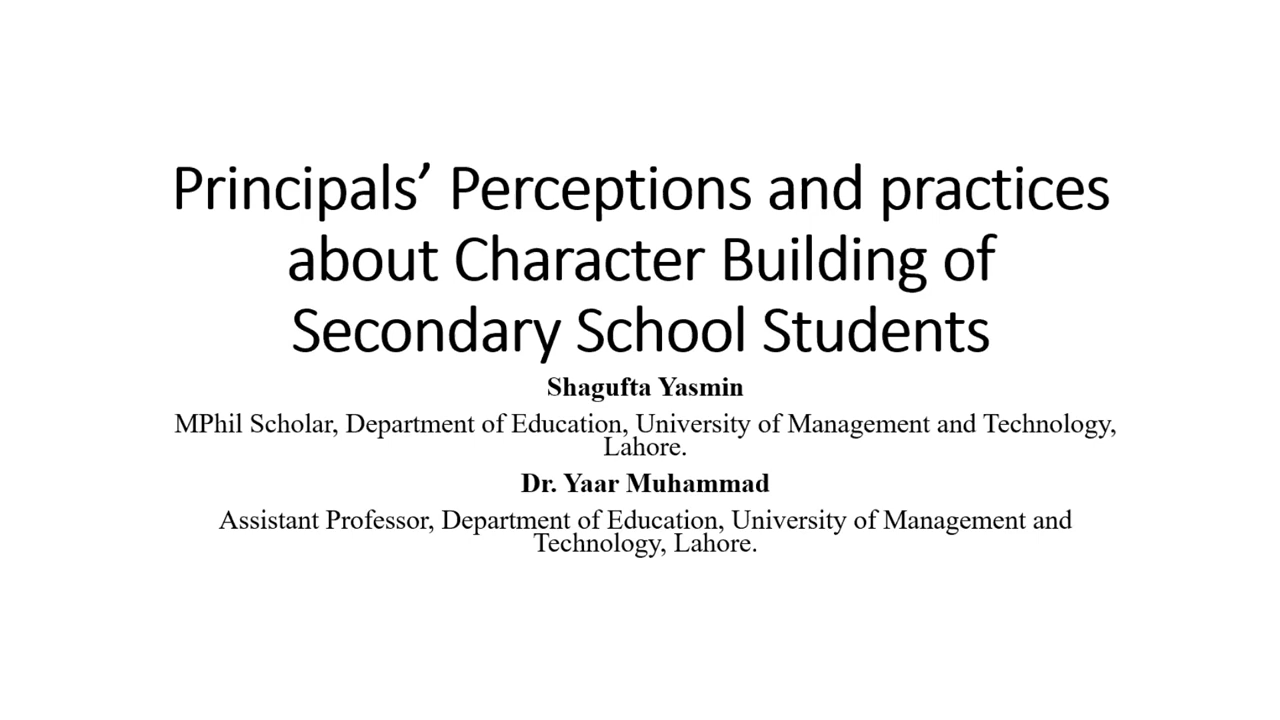 Principals’ Perceptions and practices
about Character Building of
Secondary School Students
Shagufta Yasmin
MPhil Scholar, Department of Education, University of Management and Technology,
Lahore.
Dr. Yaar Muhammad
Assistant Professor, Department of Education, University of Management and
Technology, Lahore.